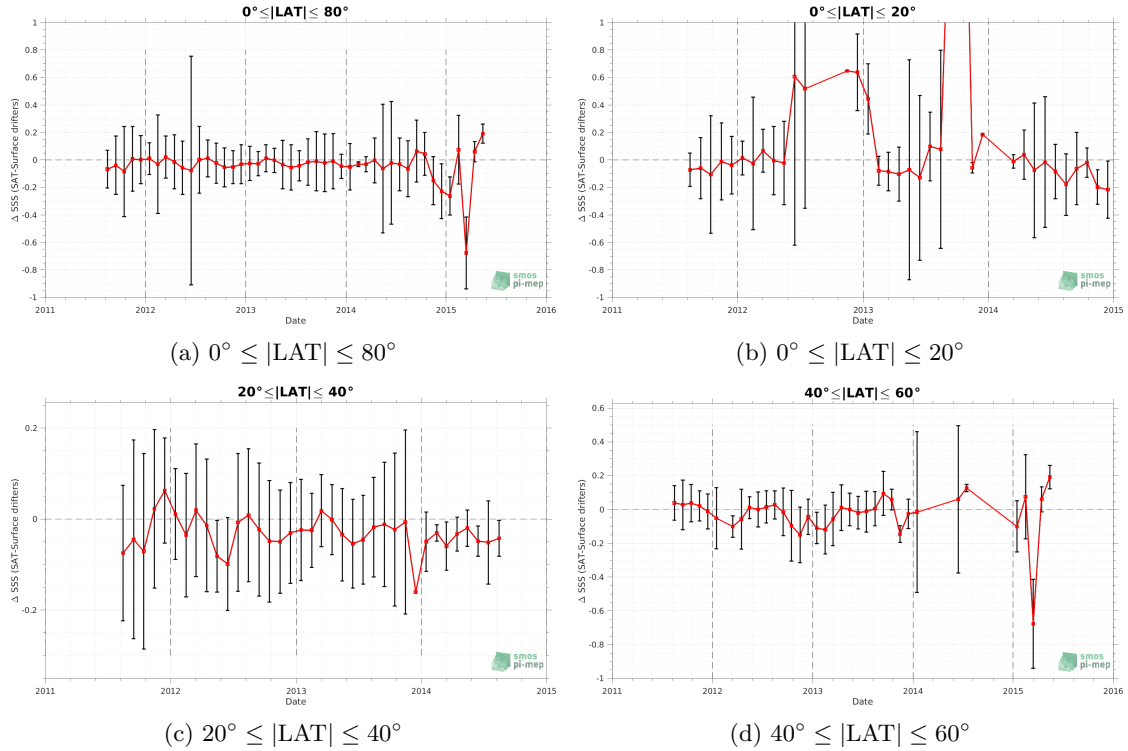 0°≤|LAT|≤ 80°
Δ SSS (SAT-Surface drifters)
1
0.8
0.6
0.4
0.2
0
-0.2
-0.4
-0.6
-0.8
-1
2011
2012
2013
2014
2015
2016
Date
smos
pi-mep
(a) 0° ≤ |LAT| ≤ 80°
0°≤|LAT|≤ 20°
Δ SSS (SAT-Surface drifters)
1
0.8
0.6
0.4
0.2
0
-0.2
-0.4
-0.6
-0.8
-1
2011
2012
2013
2014
2015
Date
smos
pi-mep
(b) 0° ≤ |LAT| ≤ 20°
20°≤|LAT|≤ 40°
Δ SSS (SAT-Surface drifters)
0.2
0
-0.2
2011
2012
2013
2014
2015
Date
smos
pi-mep
(c) 20° ≤ |LAT| ≤ 40°
40°≤|LAT|≤ 60°
Δ SSS (SAT-Surface drifters)
0.6
0.4
0.2
0
-0.2
-0.4
-0.6
-0.8
-1
2011
2012
2013
2014
2015
2016
Date
smos
pi-mep
(d) 40° ≤ |LAT| ≤ 60°